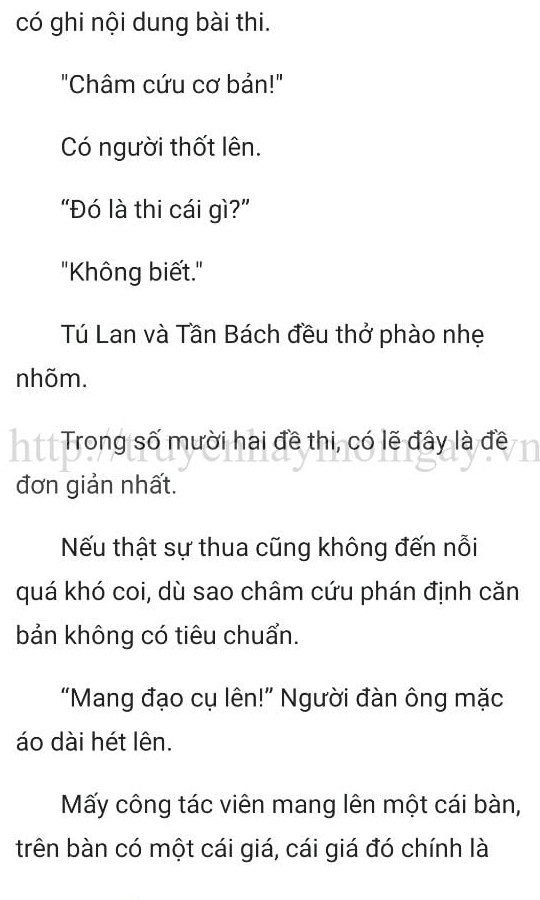 có ghi nội dung bài thi.
"Châm cứu cơ bản!"
Có người thốt lên.
“Đó là thi cái gì?”
"Không biết."
Tú Lan và Tần Bách đều thở phào nhẹ
nhõm.
http://truyenhaymoingay.vn
Trong số mười hai đề thi, có lẽ đây là đề
đơn giản nhất.
Nếu thật sự thua cũng không đến nỗi
quá khó coi, dù sao châm cứu phán định căn
bản không có tiêu chuẩn.
“Mang đạo cụ lên!” Người đàn ông mặc
áo dài hét lên.
Mấy công tác viên mang lên một cái bàn,
trên bàn có một cái giá, cái giá đó chính là